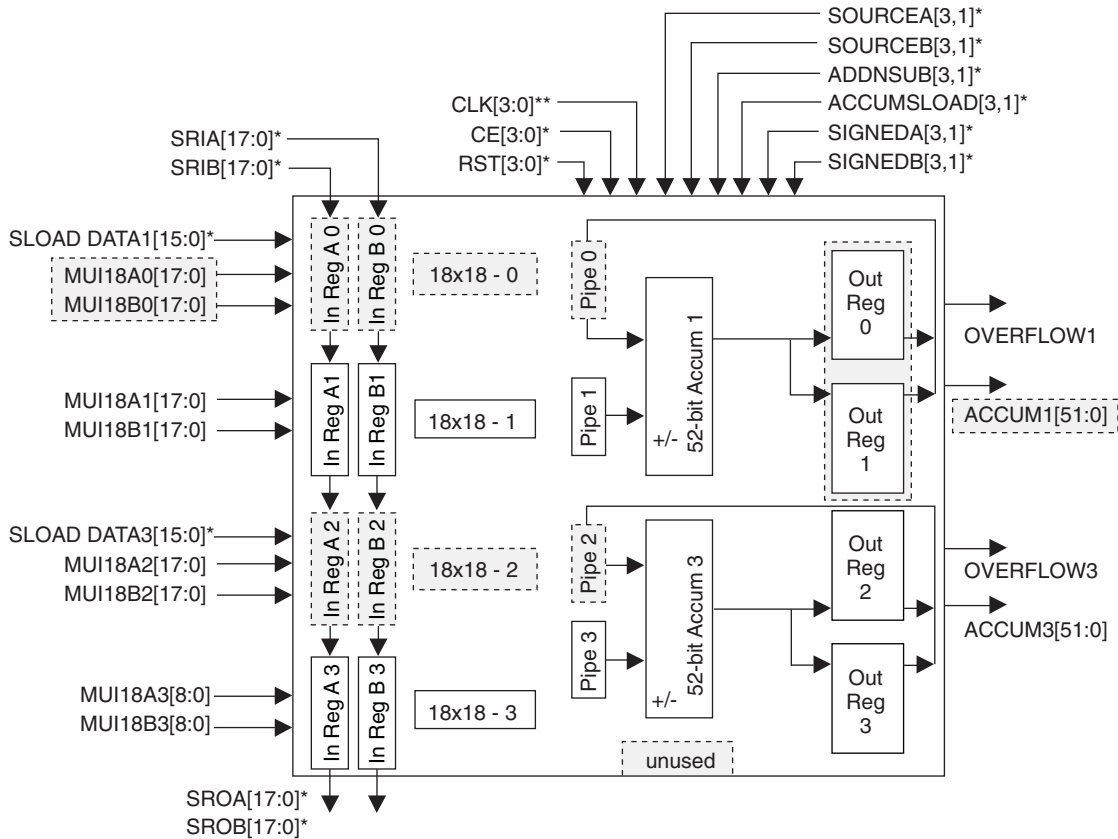 SOURCEA[3,1]*
SOURCEB[3,1]*
ADDNSUB[3,1]*
CLK[3:0]**
ACCUMSLOAD[3,1]*
CE[3:0]*
SIGNEDA[3,1]*
RST[3:0]*
SIGNEDB[3,1]*
SRIA[17:0]*
SRIB[17:0]*
SLOAD DATA1[15:0]*
MUI18A0[17:0]
MUI18B0[17:0]
In Reg A 0
In Reg B 0
18x18 - 0
Pipe 0
Out
Reg
0
OVERFLOW1
MUI18A1[17:0]
MUI18B1[17:0]
In Reg A1
In Reg B1
18x18 - 1
Pipe 1
+/-
52-bit Accum 1
Out
Reg
1
ACCUM1[51:0]
SLOAD DATA3[15:0]*
MUI18A2[17:0]
MUI18B2[17:0]
In Reg A 2
In Reg B 2
18x18 - 2
Pipe 2
Out
Reg
2
OVERFLOW3
ACCUM3[51:0]
MUI18A3[8:0]
MUI18B3[8:0]
In Reg A 3
In Reg B 3
18x18 - 3
Pipe 3
+/-
52-bit Accum 3
Out
Reg
3
unused
SROA[17:0]*
SROB[17:0]*